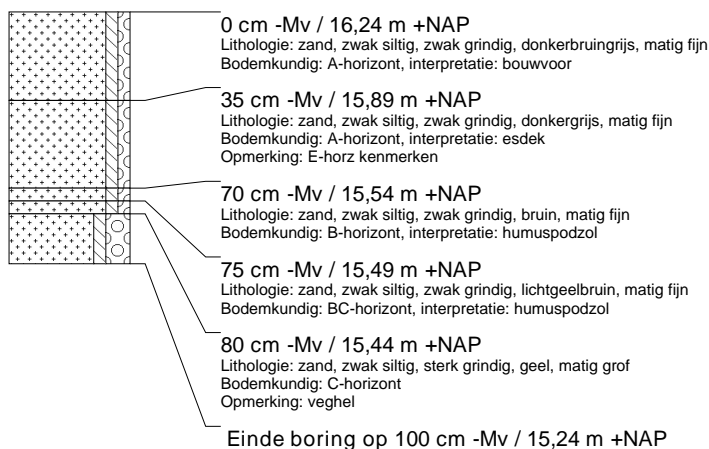 0 cm -Mv / 16,24 m +NAP
Lithologie: zand, zwak siltig, zwak grindig, donkerbruingrijs, matig fijn
Bodemkundig: A-horizont, interpretatie: bouwvoor
35 cm -Mv / 15,89 m +NAP
Lithologie: zand, zwak siltig, zwak grindig, donkergrijs, matig fijn
Bodemkundig: A-horizont, interpretatie: esdek
Opmerking: E-horz kenmerken
70 cm -Mv / 15,54 m +NAP
Lithologie: zand, zwak siltig, zwak grindig, bruin, matig fijn
Bodemkundig: B-horizont, interpretatie: humuspodzol
75 cm -Mv / 15,49 m +NAP
Lithologie: zand, zwak siltig, zwak grindig, lichtgeelbruin, matig fijn
Bodemkundig: BC-horizont, interpretatie: humuspodzol
80 cm -Mv / 15,44 m +NAP
Lithologie: zand, zwak siltig, sterk grindig, geel, matig grof
Bodemkundig: C-horizont
Opmerking: veghel
Einde boring op 100 cm -Mv / 15,24 m +NAP